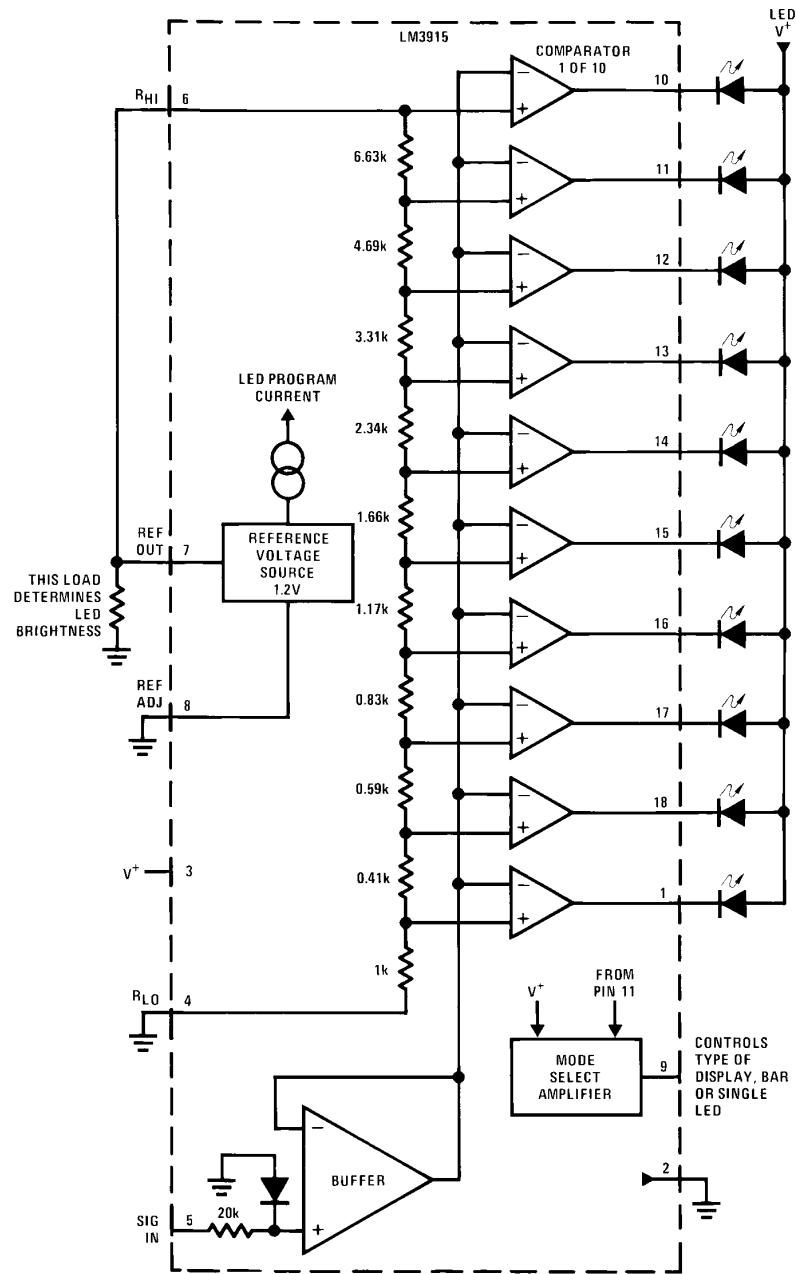 LED
V+
LM3915
COMPARATOR
1 OF 10
−
+
10
RHI
6
6.63k
−
+
11
4.69k
−
+
12
3.31k
−
+
13
LED PROGRAM
CURRENT
2.34k
−
+
14
1.66k
−
+
15
REF
OUT
7
REFERENCE
VOLTAGE
SOURCE
1.2V
THIS LOAD
DETERMINES
LED
BRIGHTNESS
1.17k
−
+
16
REF
ADJ
8
0.83k
−
+
17
0.59k
−
+
18
V+
3
0.41k
−
+
1
1k
RLO
4
V+
FROM
PIN 11
MODE
SELECT
AMPLIFIER
9
CONTROLS
TYPE OF
DISPLAY, BAR
OR SINGLE
LED
−
BUFFER
+
2
SIG
IN
5
20k